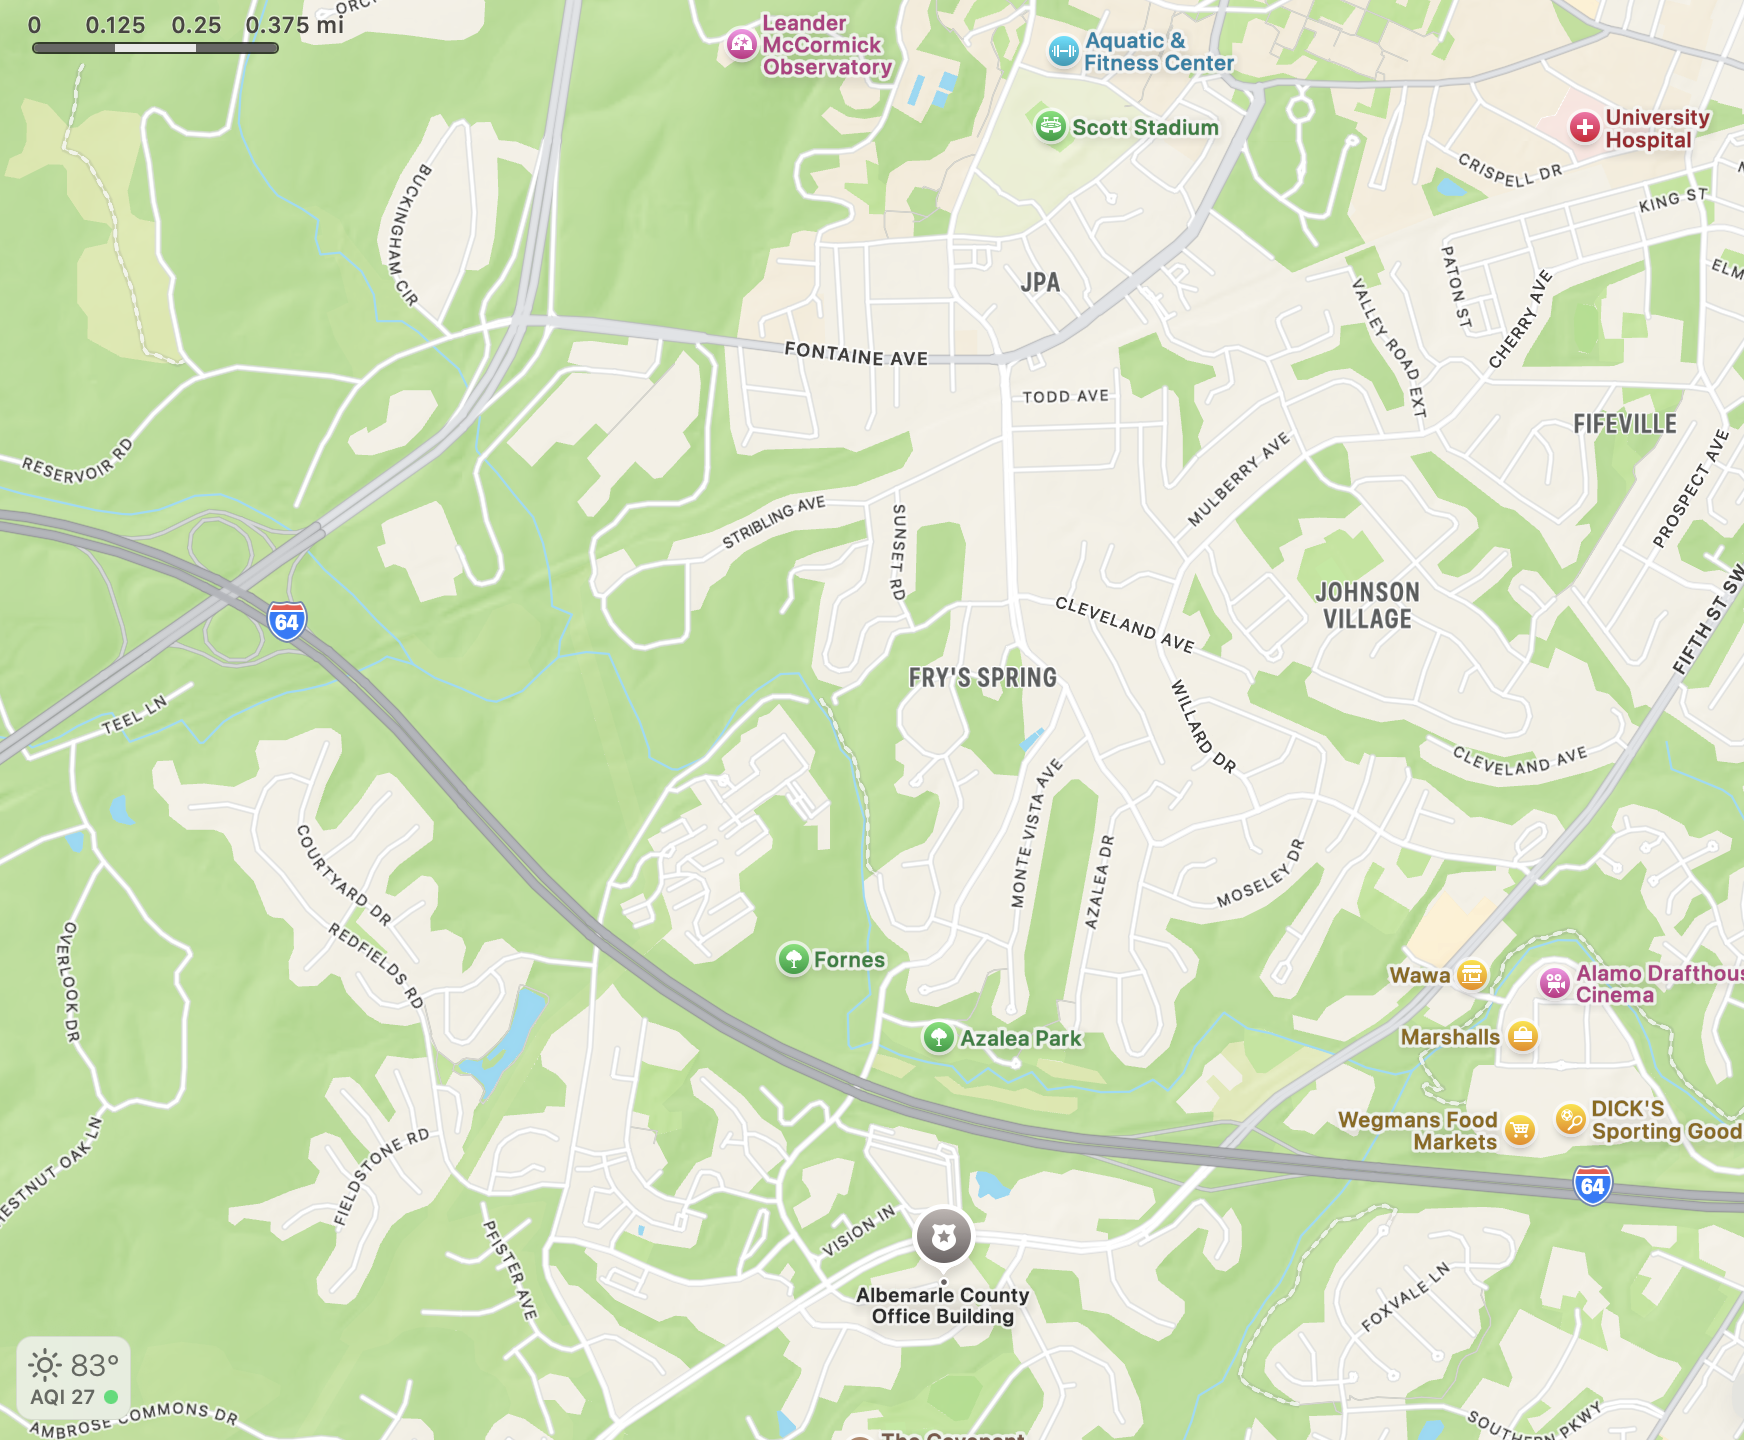 0 0.125 0.25 0.375 mi
Leander
McCormick
Observatory
Aquatic &
Fitness Center
Scott Stadium
University
Hospital
CRISPELL DR
KING ST
BUCKINGHAM CIR
JPA
PATON ST
VALLEY ROAD EXT
CHERRY AVE
ELM
FONTAINE AVE
TODD AVE
FIFEVILLE
RESERVOIR RD
MULBERRY AVE
PROSPECT AVE
STRIBLING AVE
SUNSET RD
JOHNSON
VILLAGE
64
CLEVELAND AVE
FIFTH ST SW
FRY'S SPRING
TEEL LN
WILLARD DR
CLEVELAND AVE
MONTE VISTA AVE
COURTYARD DR
AZALEA DR
MOSELEY DR
OVERLOOK DR
REDFIELDS RD
Fornes
Wawa
Alamo Drafthous
Cinema
Azalea Park
Marshalls
Wegmans Food
Markets
DICK'S
Sporting Good
HESTNUT OAK LN
FIELDSTONE RD
64
PFISTER AVE
VISION LN
Albemarle County
Office Building
FOXVALE LN
83°
AQI 27
AMBROSE COMMONS DR
SOUTHERN PKWY
The Covenant